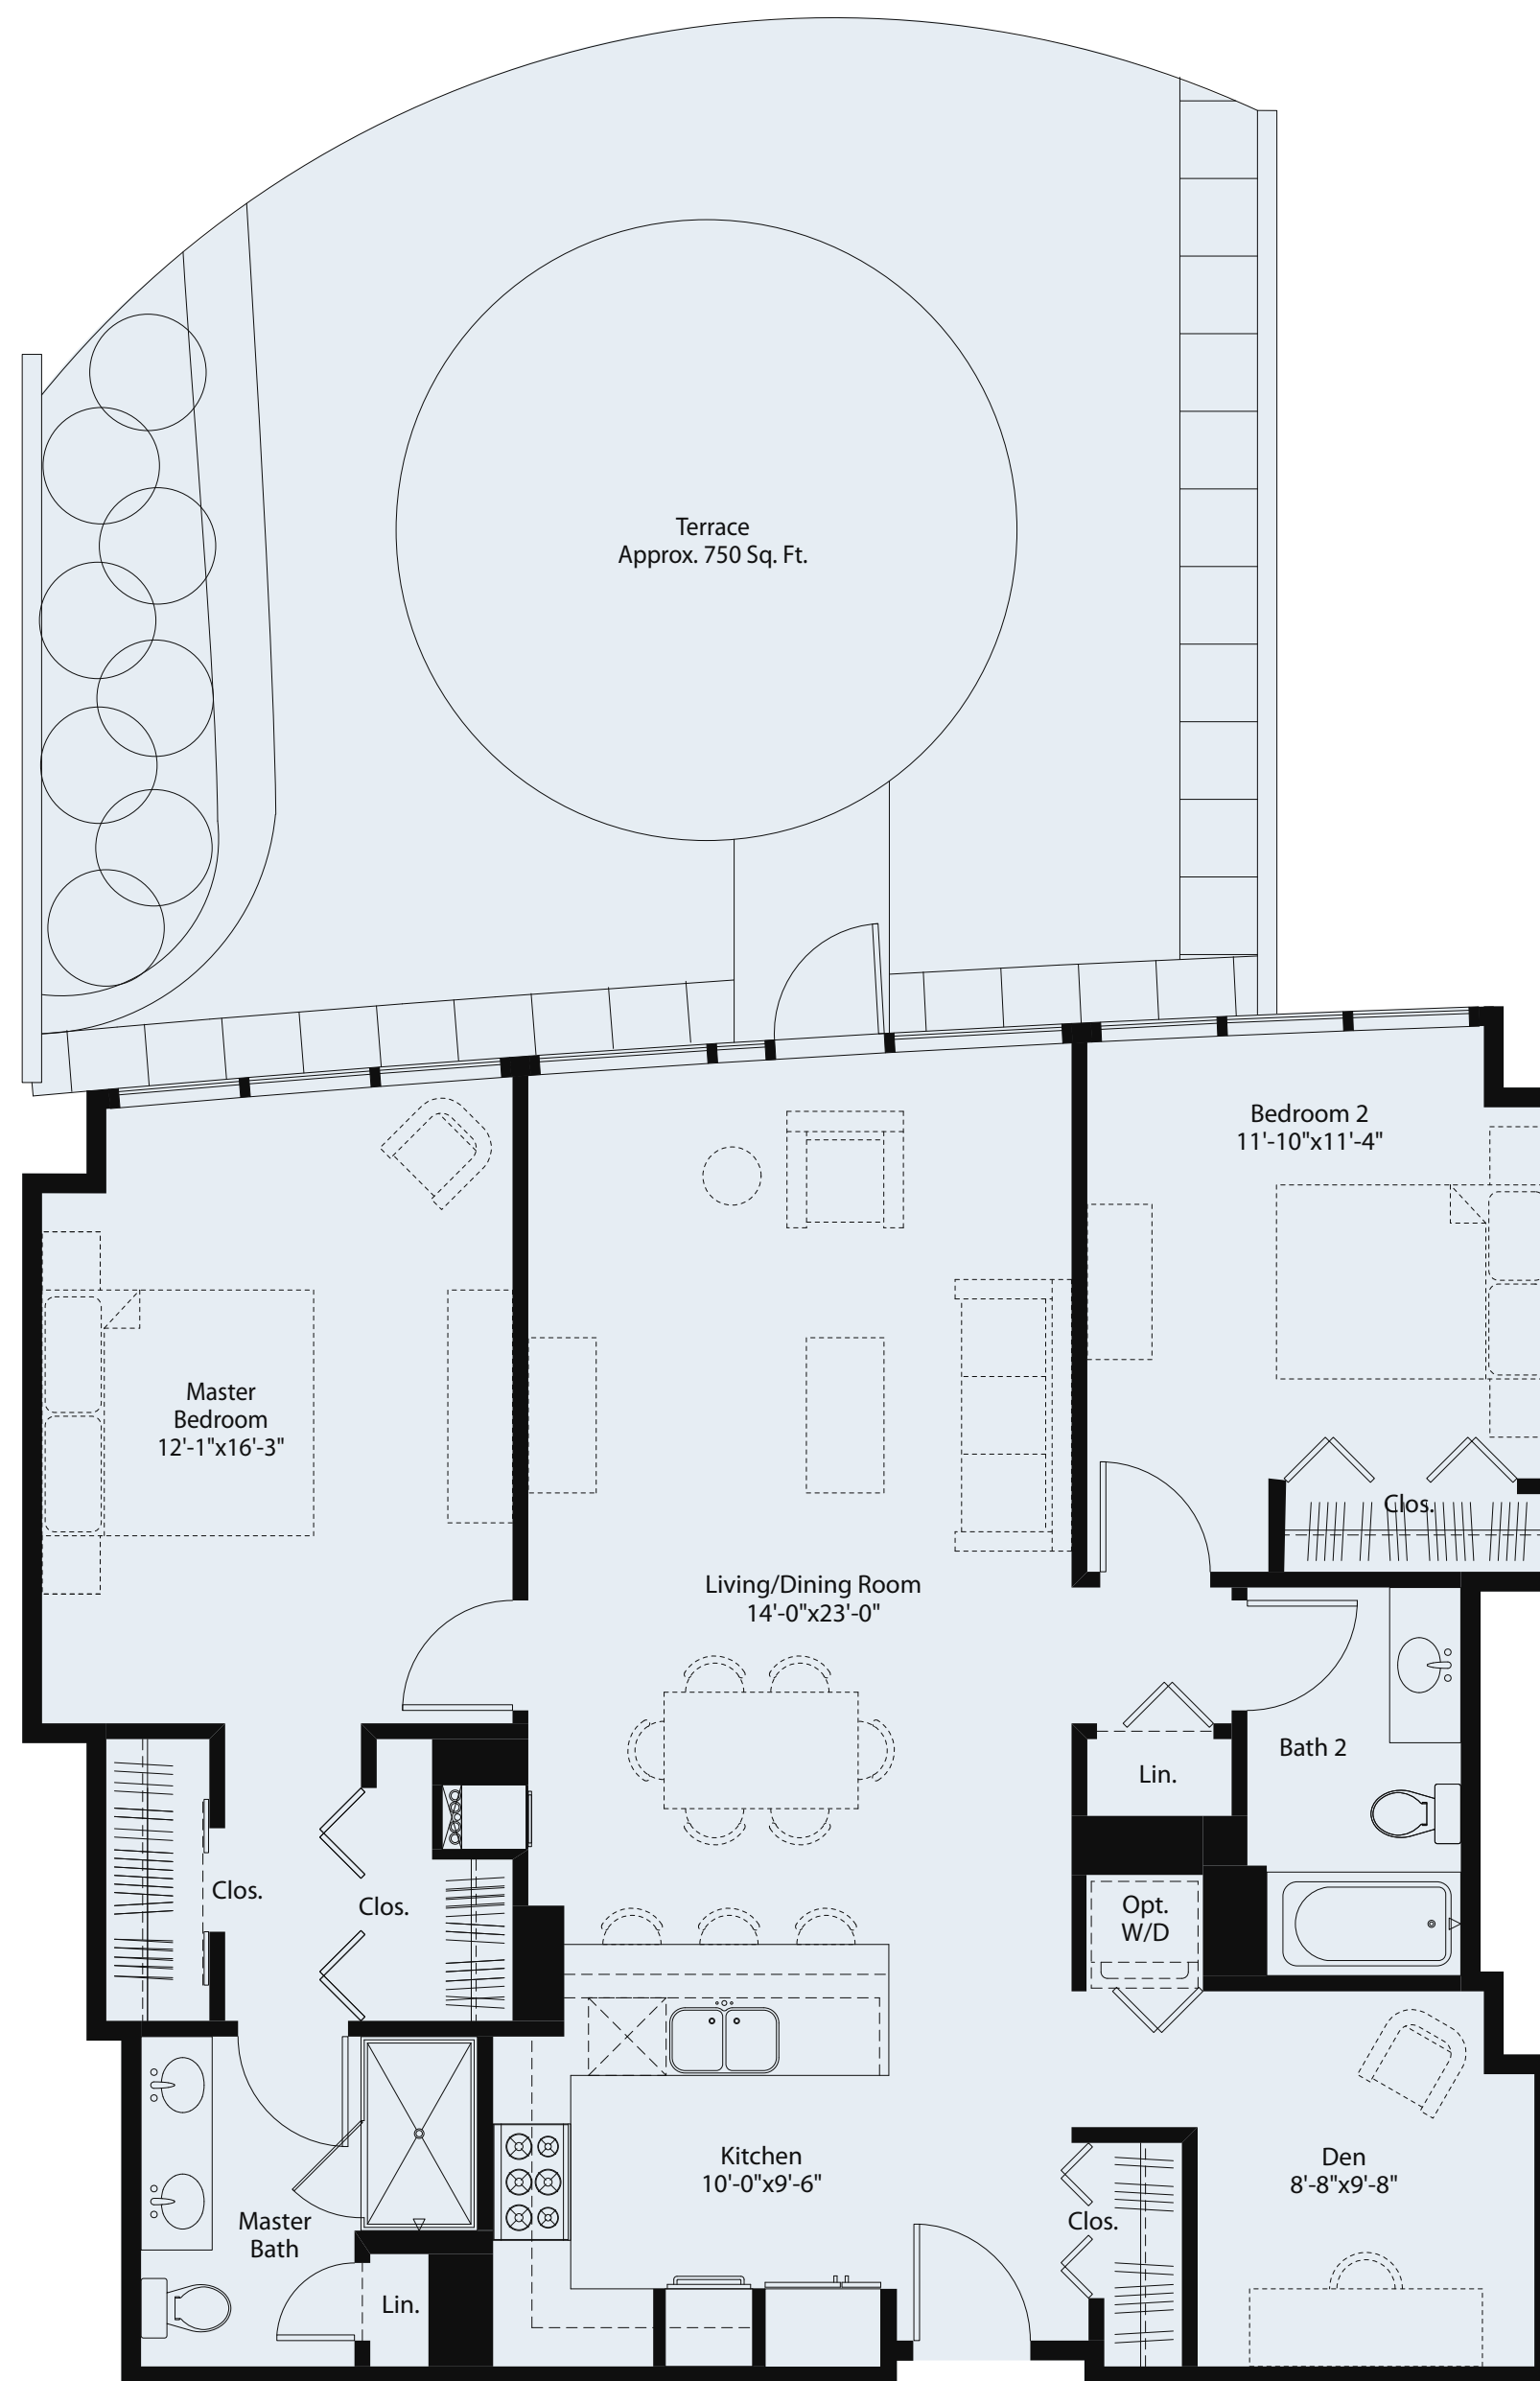 Terrace
Approx. 750 Sq. Ft.
Bedroom 2
11'-10"x11'-4"
Master
Bedroom
12'-1"x16'-3"
Clos.
Living/Dining Room
14'-0"x23'-0"
Bath 2
Lin.
Clos.
Clos.
Opt.
W/D
Kitchen
10'-0"x9'-6"
Den
8'-8"x9'-8"
Clos.
Master
Bath
Lin.